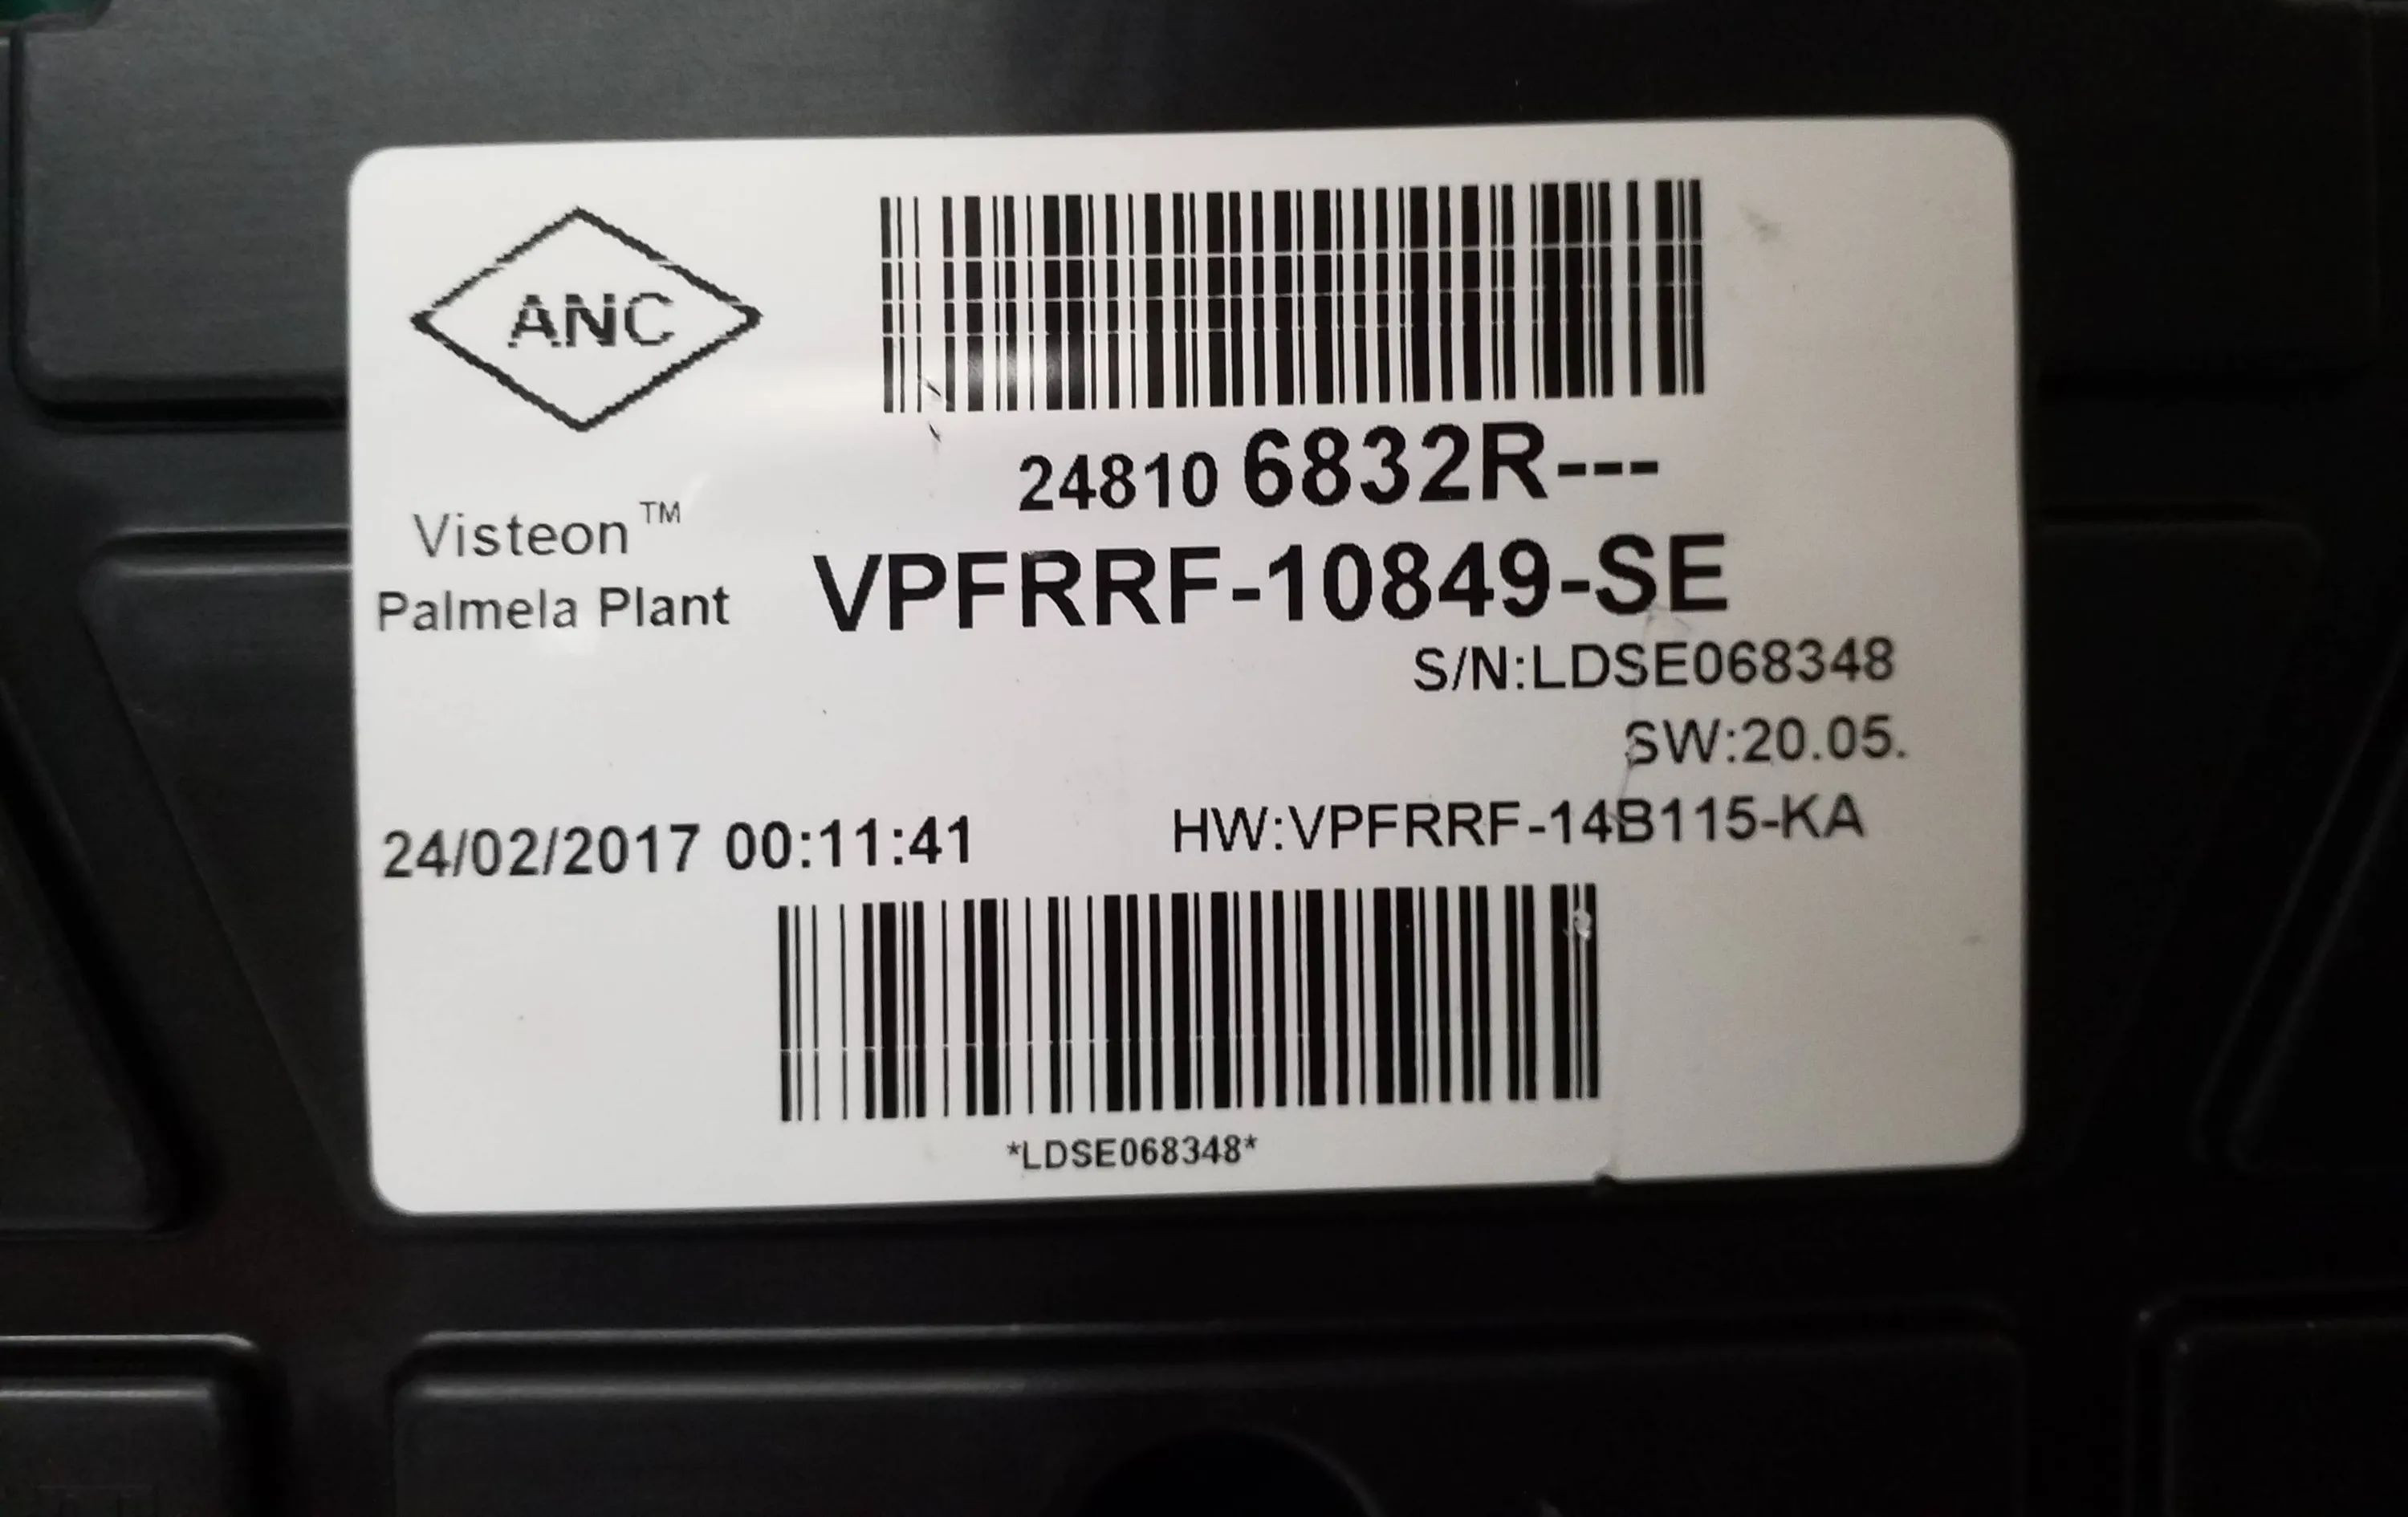 ANC
24810 6832R---
Visteon™
Palmela Plant
VPFRRF-10849-SE
S/N:LDSE068348
SW:20.05.
24/02/2017 00:11:41
HW:VPFRRF-14B115-KA
*LDSE068348*